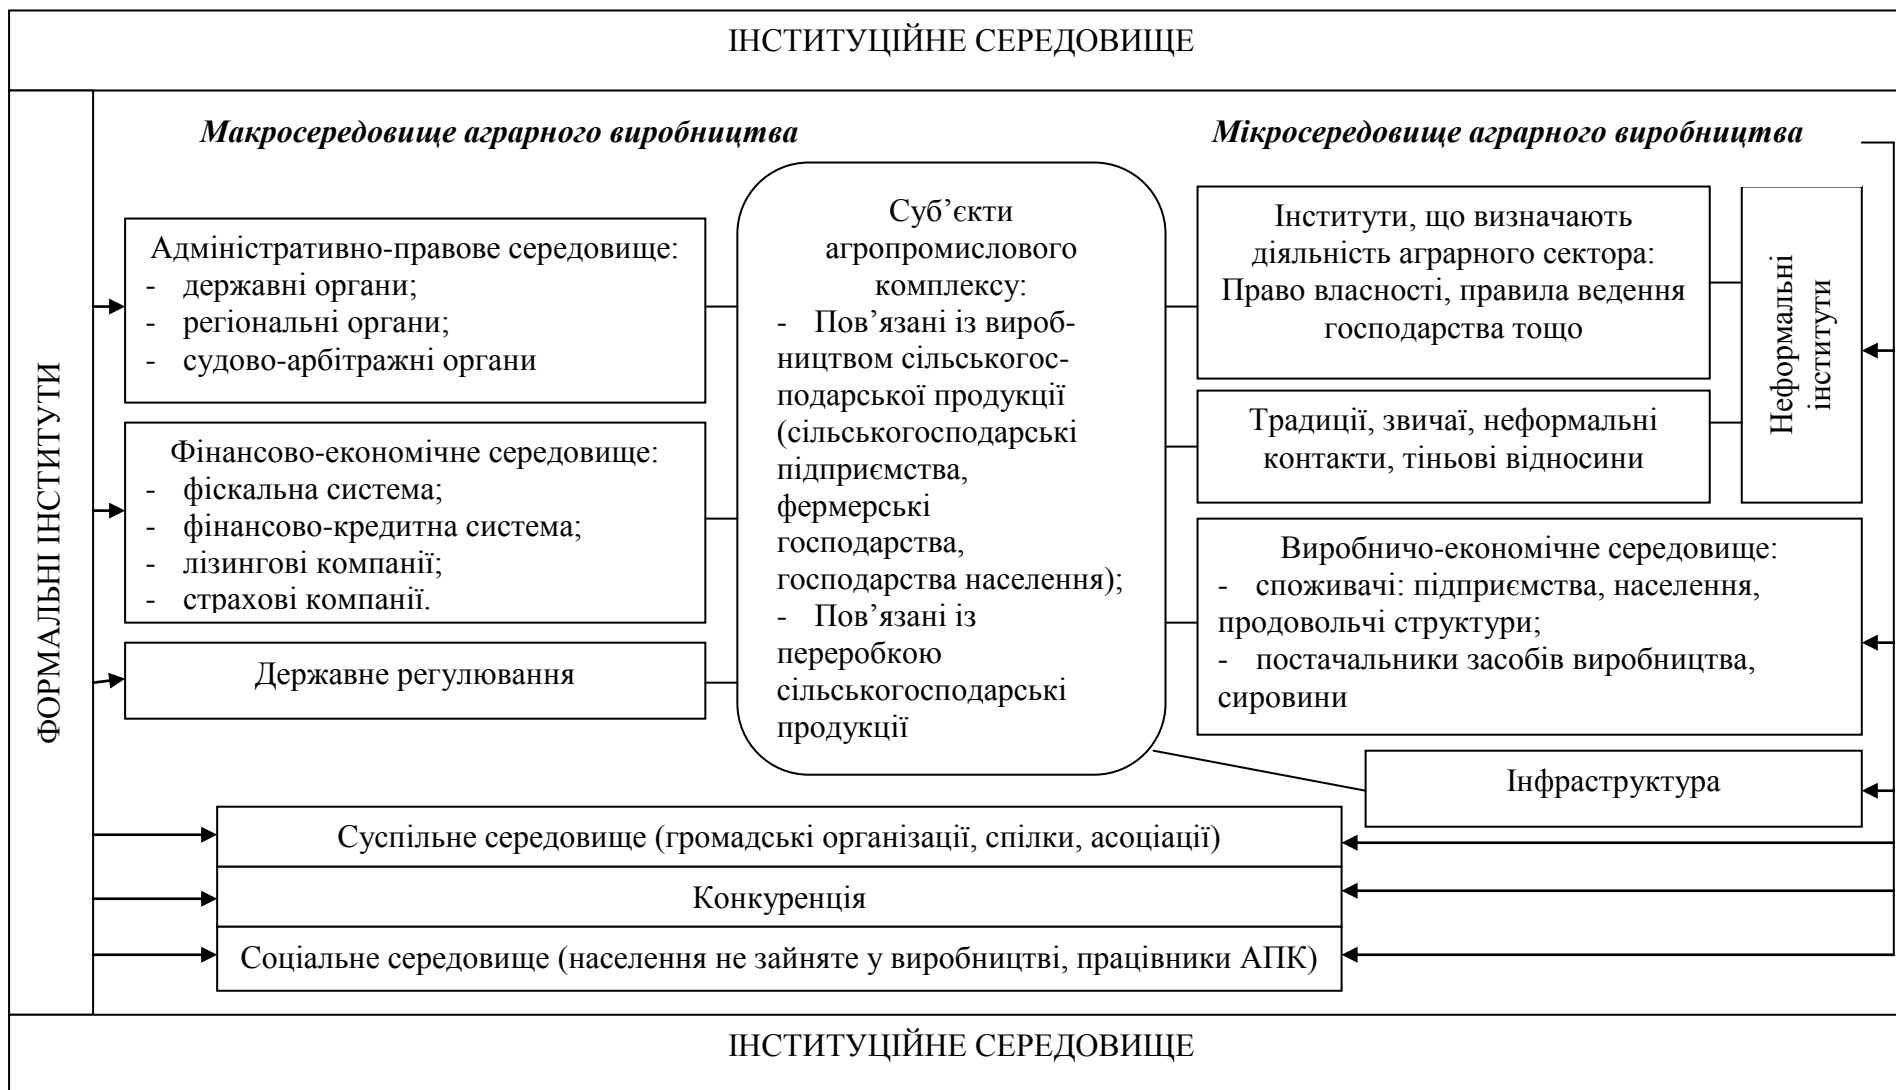 ІНСТИТУЦІЙНЕ СЕРЕДОВИЩЕ
ФОРМАЛЬНІ ІНСТИТУТИ
Макросередовище аграрного виробництва
Адміністративно-правове середовище:
- державні органи;
- регіональні органи;
- судово-арбітражні органи
Фінансово-економічне середовище:
- фіскальна система;
- фінансово-кредитна система;
- лізингові компанії;
- страхові компанії.
Державне регулювання
Суб’єкти
агропромислового
комплексу:
- Пов’язані із вироб-
ництвом сільськогос-
подарської продукції
(сільськогосподарські
підприємства,
фермерські
господарства,
господарства населення);
- Пов’язані із
переробкою
сільськогосподарські
продукції
Мікросередовище аграрного виробництва
Інститути, що визначають
діяльність аграрного сектора:
Право власності, правила ведення
господарства тощо
Традиції, звичаї, неформальні
контакти, тіньові відносини
Неформальні
інститути
Виробничо-економічне середовище:
- споживачі: підприємства, населення,
продовольчі структури;
- постачальники засобів виробництва,
сировини
Інфраструктура
Суспільне середовище (громадські організації, спілки, асоціації)
Конкуренція
Соціальне середовище (населення не зайняте у виробництві, працівники АПК)
ІНСТИТУЦІЙНЕ СЕРЕДОВИЩЕ